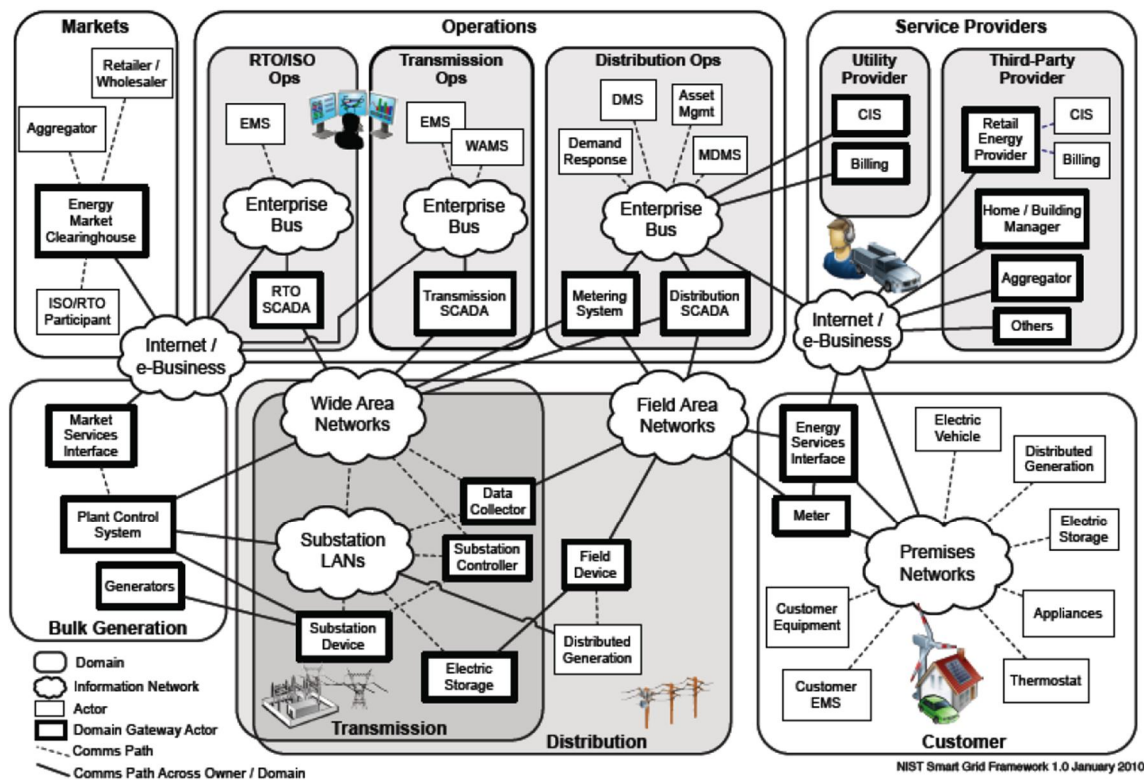 Markets
Retailer /
Wholesaler
Aggregator
Energy
Market
Clearinghouse
ISO/RTO
Participant
Internet /
e-Business
Operations
RTO/ISO
Ops
EMS
Enterprise
Bus
RTO
SCADA
Transmission
Ops
EMS
WAMS
Enterprise
Bus
Transmission
SCADA
Distribution Ops
DMS
Asset
Mgmt
Demand
Response
MDMS
Enterprise
Bus
Metering
System
Distribution
SCADA
Service Providers
Utility
Provider
CIS
Billing
Third-Party
Provider
Retail
Energy
Provider
CIS
Billing
Home / Building
Manager
Aggregator
Others
Internet /
e-Business
Market
Services
Interface
Plant Control
System
Generators
Bulk Generation
Wide Area
Networks
Field Area
Networks
Data
Collector
Substation
LANs
Substation
Controller
Field
Device
Substation
Device
Electric
Storage
Distributed
Generation
Transmission
Distribution
Energy
Services
Interface
Meter
Electric
Vehicle
Distributed
Generation
Electric
Storage
Premises
Networks
Appliances
Customer
Equipment
Customer
EMS
Thermostat
Customer
Domain
Information Network
Actor
Domain Gateway Actor
Comms Path
Comms Path Across Owner / Domain
NIST Smart Grid Framework 1.0 January 2010